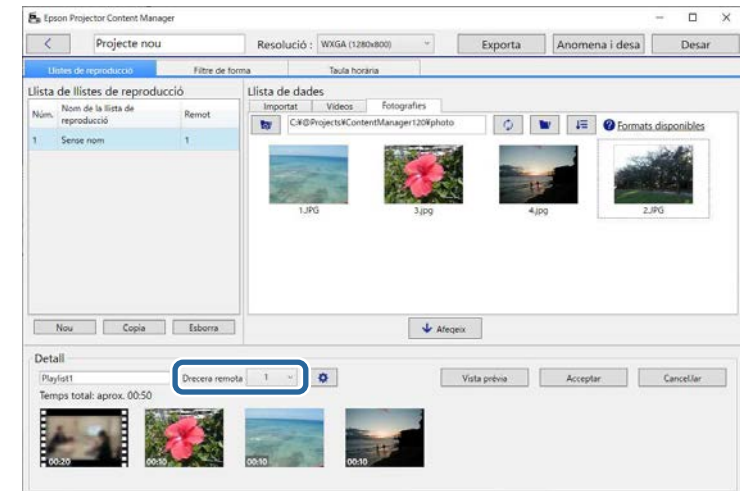 Epson Projector Content Manager
Projecte nou
Resolució : WXGA (1280x800)
Exporta
Anomena i desa
Desar
Llistes de reproducció
Filtre de forma
Taula horària
Llista de llistes de reproducció
Núm.
Nom de la llista de
reproducció
Remot
1
Sense nom
1
Nou
Copia
Esborra
Llista de dades
Importat
Vídeos
Fotografies
C:¥@Projects¥ContentManager120¥photo
Formats disponibles
1.JPG
3.jpg
4.jpg
2.JPG
Afegeix
Detall
Playlist1
Drecera remota
1
Vista prèvia
Acceptar
Cancel·lar
Temps total: aprox. 00:50
00:20
00:10
00:10
00:10